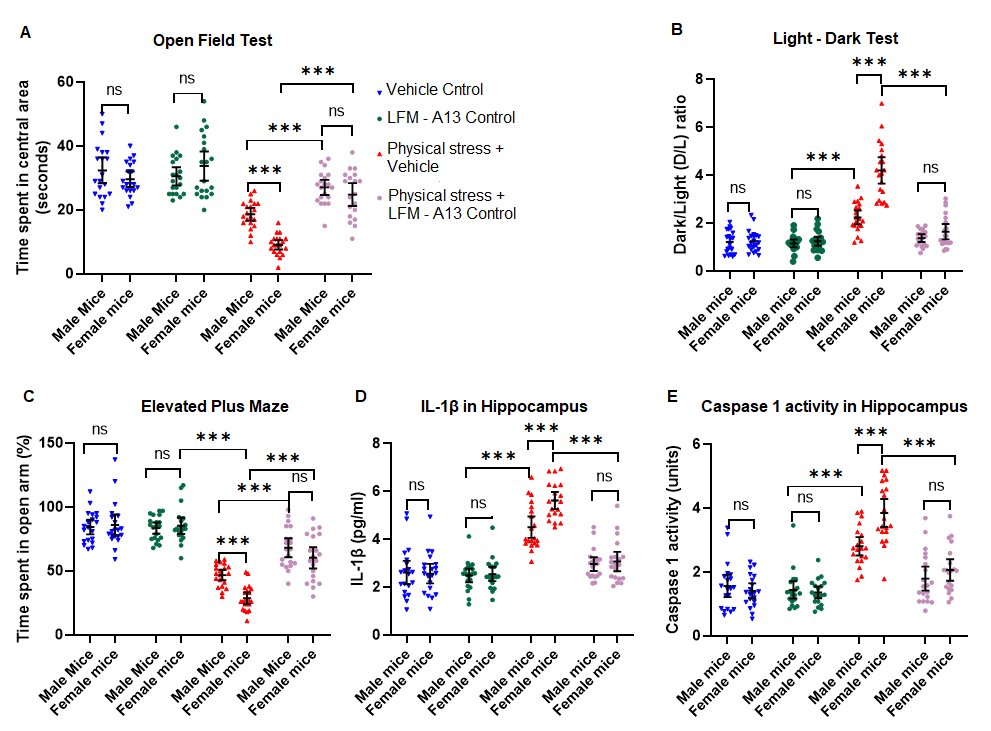 A
Open Field Test
Time spent in central area
(seconds)
60
40
20
0
ns
ns
***
***
***
ns
Male Mice
Female mice
Male Mice
Female mice
Male Mice
Female mice
Male Mice
Female mice
Vehicle Cntrol
LFM - A13 Control
Physical stress +
Vehicle
Physical stress +
LFM - A13 Control
B
Light - Dark Test
Dark/Light (D/L) ratio
8
6
4
2
0
ns
ns
***
***
***
ns
Male mice
Female mice
Male mice
Female mice
Male mice
Female mice
Male mice
Female mice
C
Elevated Plus Maze
Time spent in open arm (%)
150
100
50
0
ns
ns
***
***
***
***
ns
Male Mice
Female mice
Male Mice
Female mice
Male Mice
Female mice
Male Mice
Female mice
D
IL-1β in Hippocampus
IL-1β (pg/ml)
8
6
4
2
0
ns
ns
***
***
***
ns
Male mice
Female mice
Male mice
Female mice
Male mice
Female mice
Male mice
Female mice
E
Caspase 1 activity in Hippocampus
Caspase 1 activity (units)
6
4
2
0
ns
ns
***
***
***
ns
Male mice
Female mice
Male mice
Female mice
Male mice
Female mice
Male mice
Female mice